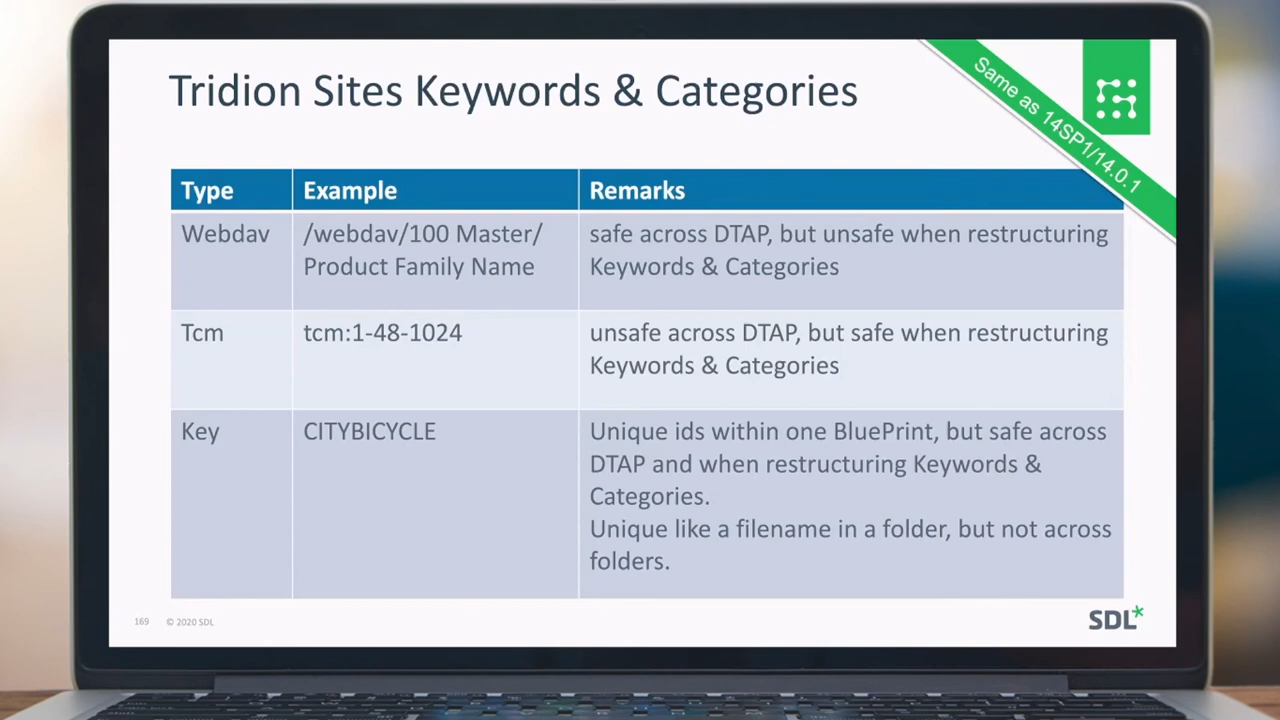 Tridion Sites Keywords & Categories
Same as 14SP1/14.0.1
Type
Example
Remarks
Webdav
/webdav/100 Master/
Product Family Name
safe across DTAP, but unsafe when restructuring
Keywords & Categories
Tcm
tcm:1-48-1024
unsafe across DTAP, but safe when restructuring
Keywords & Categories
Key
CITYBICYCLE
Unique ids within one BluePrint, but safe across
DTAP and when restructuring Keywords &
Categories.
Unique like a filename in a folder, but not across
folders.
169
© 2020 SDL
SDL*